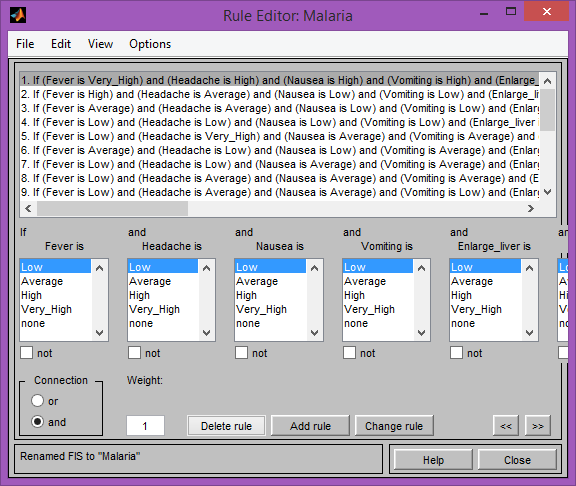 Rule Editor: Malaria
File Edit View Options
1. If (Fever is Very_High) and (Headache is High) and (Nausea is High) and (Vomiting is High) and (Enlarge_
2. If (Fever is High) and (Headache is Average) and (Nausea is Low) and (Vomiting is Low) and (Enlarge_li
3. If (Fever is Average) and (Headache is Average) and (Nausea is Low) and (Vomiting is Low) and (Enlar
4. If (Fever is Low) and (Headache is Low) and (Nausea is Low) and (Vomiting is Low) and (Enlarge_liver i
5. If (Fever is Low) and (Headache is Very_High) and (Nausea is Average) and (Vomiting is Average) and
6. If (Fever is Average) and (Headache is Low) and (Nausea is Average) and (Vomiting is Low) and (Enlar
7. If (Fever is Low) and (Headache is Low) and (Nausea is Average) and (Vomiting is Average) and (Enlar
8. If (Fever is Low) and (Headache is Average) and (Nausea is Average) and (Vomiting is Average) and (E
9. If (Fever is Low) and (Headache is Average) and (Nausea is Average) and (Vomiting is Low) and (Enlar
If and and and and an
Fever is Headache is Nausea is Vomiting is Enlarge_liver is
Low Low Low Low Low
Average Average Average Average Average
High High High High High
Very_High Very_High Very_High Very_High Very_High
none none none none none
not not not not not
Connection Weight:
or
and 1 Delete rule Add rule Change rule << >>
Renamed FIS to "Malaria" Help Close